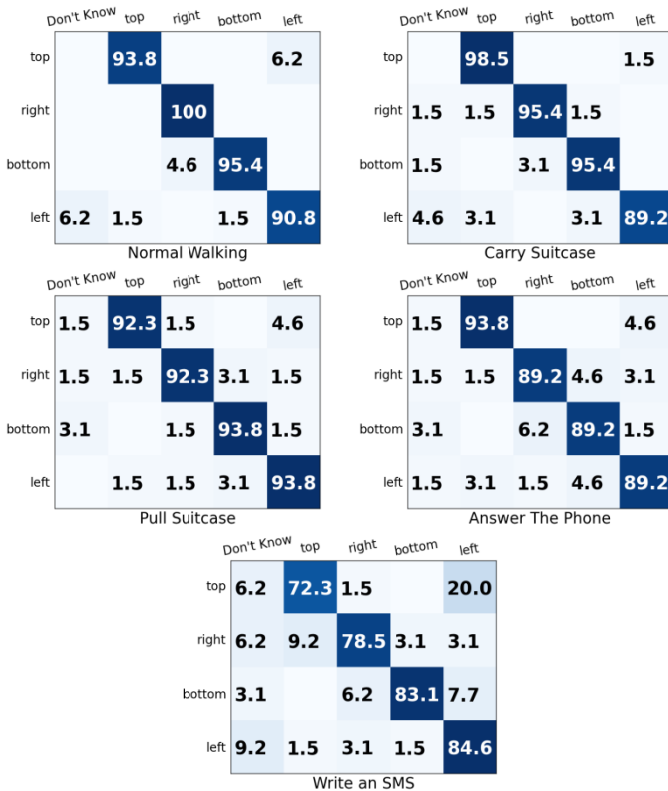 Don't Know top right bottom left
top 93.8 6.2
right 100
bottom 4.6 95.4
left 6.2 1.5 1.5 90.8
Normal Walking
Don't Know top right bottom left
top 98.5 1.5
right 1.5 1.5 95.4 1.5
bottom 1.5 3.1 95.4
left 4.6 3.1 3.1 89.2
Carry Suitcase
Don't Know top right bottom left
top 1.5 92.3 1.5 4.6
right 1.5 1.5 92.3 3.1 1.5
bottom 3.1 1.5 93.8 1.5
left 1.5 1.5 3.1 93.8
Pull Suitcase
Don't Know top right bottom left
top 1.5 93.8 4.6
right 1.5 1.5 89.2 4.6 3.1
bottom 3.1 6.2 89.2 1.5
left 1.5 3.1 1.5 4.6 89.2
Answer The Phone
Don't Know top right bottom left
top 6.2 72.3 1.5 20.0
right 6.2 9.2 78.5 3.1 3.1
bottom 3.1 6.2 83.1 7.7
left 9.2 1.5 3.1 1.5 84.6
Write an SMS